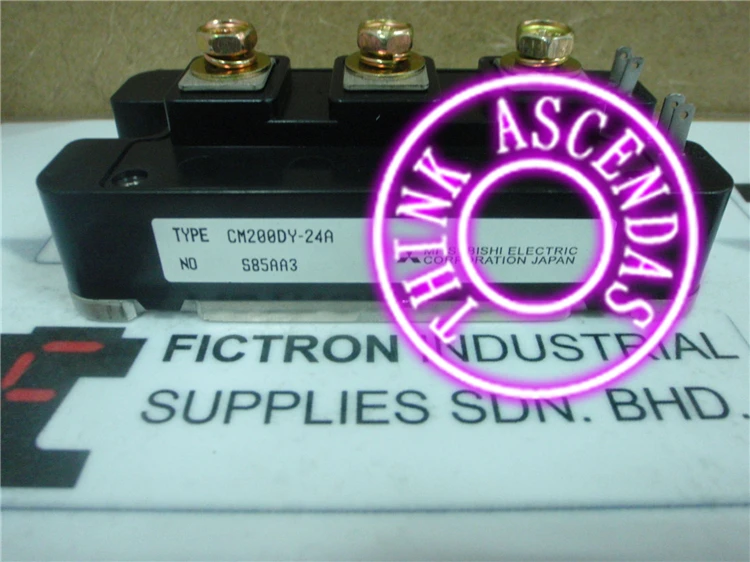 THINK ASCENDAS
TYPE CM200DY-24A
NO S85AA3
MITSUBISHI ELECTRIC
CORPORATION JAPAN
FICTRON INDUSTRIAL
SUPPLIES SDN. BHD.